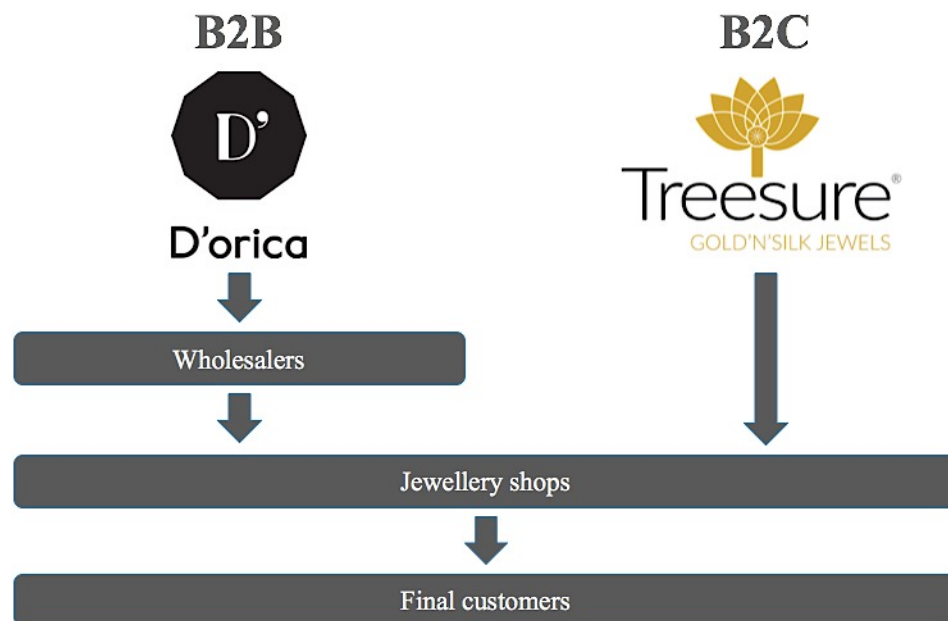 B2B
B2C
D’
D’orica
Treesure®
GOLD’N’SILK JEWELS
Wholesalers
Jewellery shops
Final customers